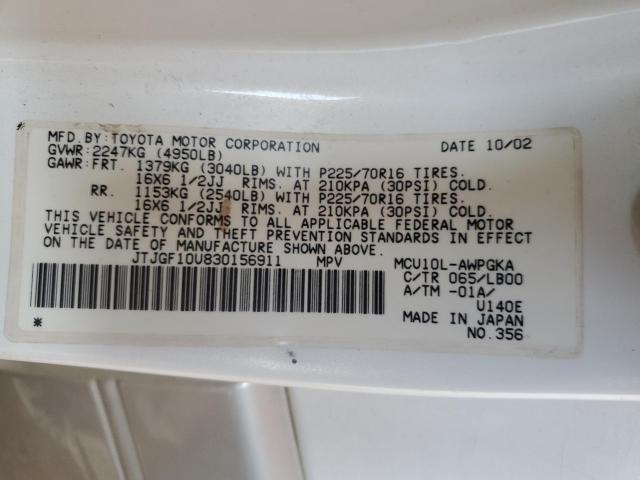 MFD. BY: TOYOTA MOTOR CORPORATION DATE 10/02
GVWR: 2247KG (4950LB)
GAWR: FRT. 1379KG (3040LB) WITH P225/70R16 TIRES.
16X6 1/2JJ RIMS. AT 210KPA (30PSI) COLD.
RR. 1153KG (2540LB) WITH P225/70R16 TIRES.
16X6 1/2JJ RIMS. AT 210KPA (30PSI) COLD.
THIS VEHICLE CONFORMS TO ALL APPLICABLE FEDERAL MOTOR
VEHICLE SAFETY AND THEFT PREVENTION STANDARDS IN EFFECT
ON THE DATE OF MANUFACTURE SHOWN ABOVE.
JTJGF10U830156911 MPV MCU10L-AWPGKA
C/TR 065/LB00
A/TM -01A/
U140E
MADE IN JAPAN
* NO.356